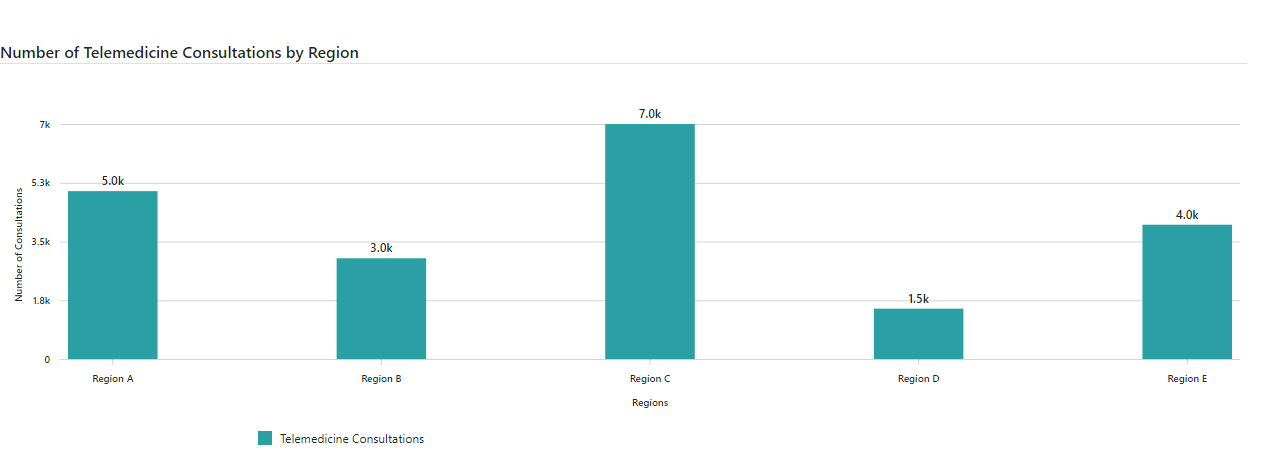 Number of Telemedicine Consultations by Region
7.0k
7k
5.0k
5.3k
4.0k
3.0k
3.5k
1.5k
1.8k
0
Number of Consultations
Region A Region B Region C Region D Region E
Regions
Telemedicine Consultations